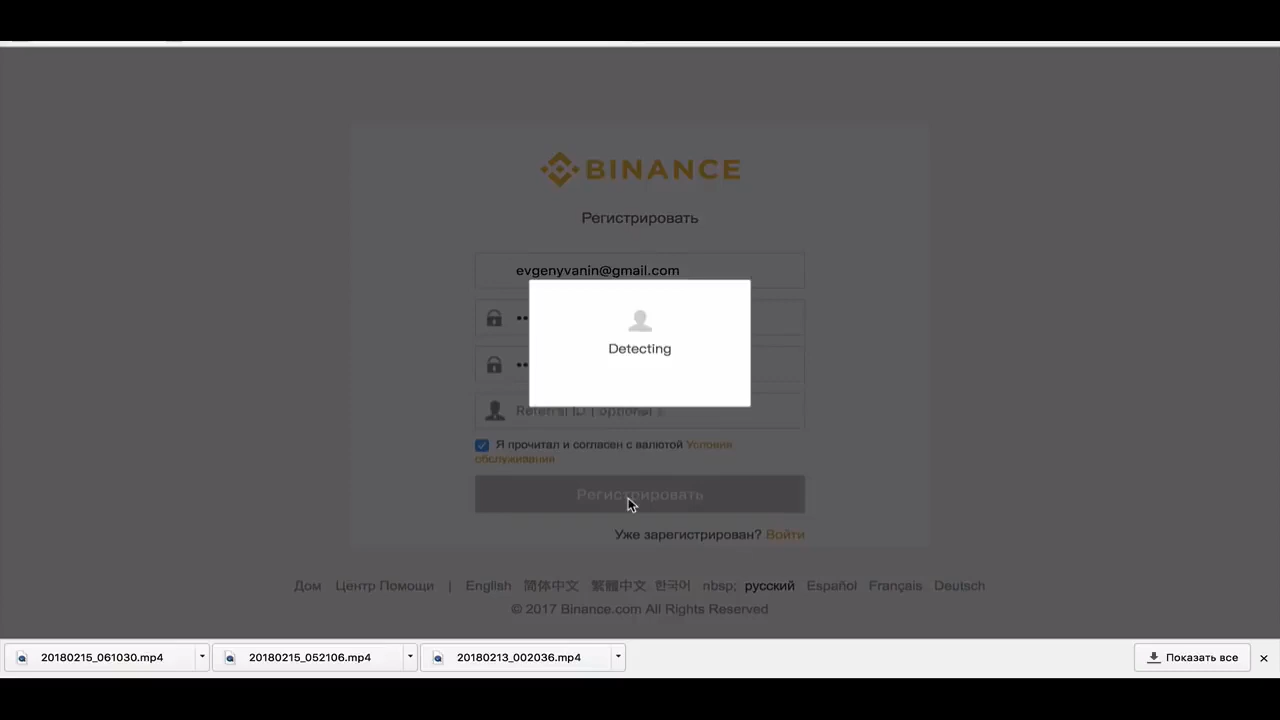 BINANCE
Регистрировать
evgenyvanin@gmail.com
Detecting
Referral ID ( optional )
Я прочитал и согласен с валютой Условия
обслуживания
Регистрировать
Уже зарегистрирован? Войти
Дом Центр Помощи | English 简体中文 繁體中文 한국어 nbsp; русский Español Français Deutsch
© 2017 Binance.com All Rights Reserved
20180215_061030.mp4 20180215_052106.mp4 20180213_002036.mp4 Показать все